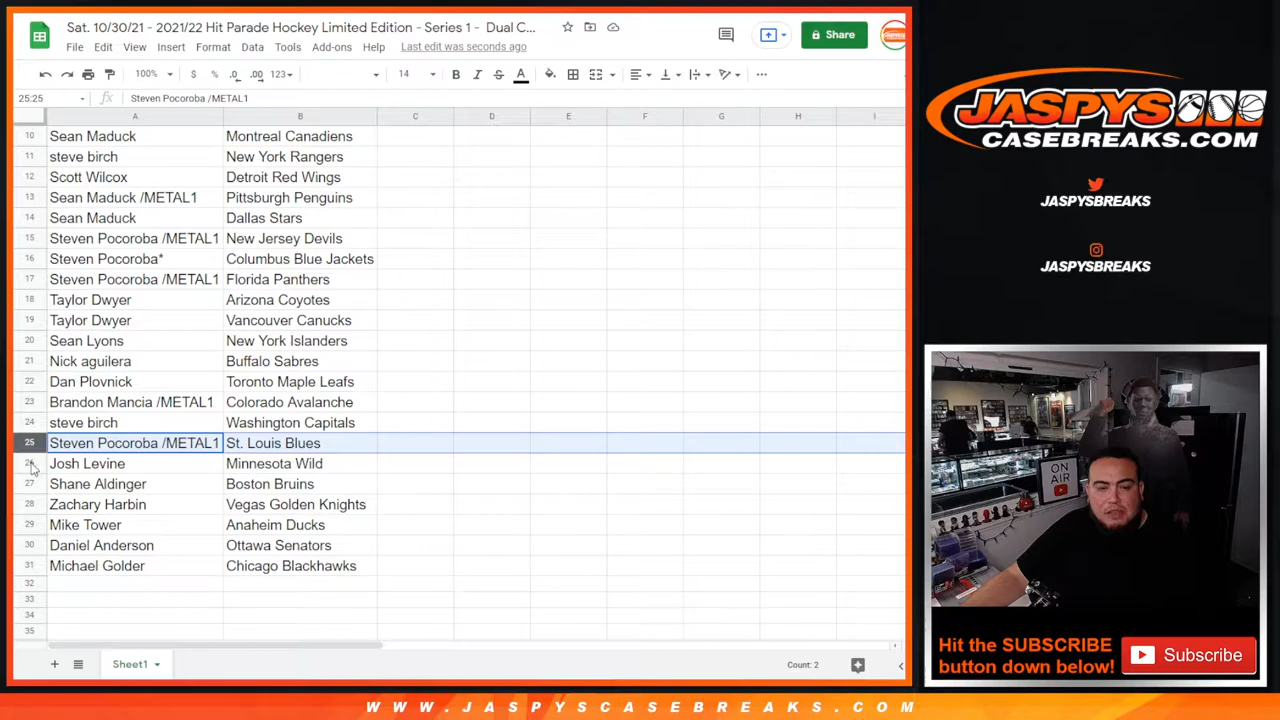 Sat. 10/30/21 - 2021/22 Hit Parade Hockey Limited Edition - Series 1 - Dual C...
File Edit View Insert Format Data Tools Add-ons Help Last edit was seconds ago
Share
100% $ % .0 .00 123 14 B I S A
25:25 fx Steven Pocoroba /METAL1
A B C D E F G H I
10 Sean Maduck Montreal Canadiens
11 steve birch New York Rangers
12 Scott Wilcox Detroit Red Wings
13 Sean Maduck /METAL1 Pittsburgh Penguins
14 Sean Maduck Dallas Stars
15 Steven Pocoroba /METAL1 New Jersey Devils
16 Steven Pocoroba* Columbus Blue Jackets
17 Steven Pocoroba /METAL1 Florida Panthers
18 Taylor Dwyer Arizona Coyotes
19 Taylor Dwyer Vancouver Canucks
20 Sean Lyons New York Islanders
21 Nick aguilera Buffalo Sabres
22 Dan Plovnick Toronto Maple Leafs
23 Brandon Mancia /METAL1 Colorado Avalanche
24 steve birch Washington Capitals
25 Steven Pocoroba /METAL1 St. Louis Blues
26 Josh Levine Minnesota Wild
27 Shane Aldinger Boston Bruins
28 Zachary Harbin Vegas Golden Knights
29 Mike Tower Anaheim Ducks
30 Daniel Anderson Ottawa Senators
31 Michael Golder Chicago Blackhawks
32
33
34
35
Sheet1 Count: 2
JASPYS
CASEBREAKS.COM
JASPYSBREAKS
JASPYSBREAKS
ON AIR
Hit the SUBSCRIBE
button down below!
Subscribe
WWW.JASPYSCASEBREAKS.COM